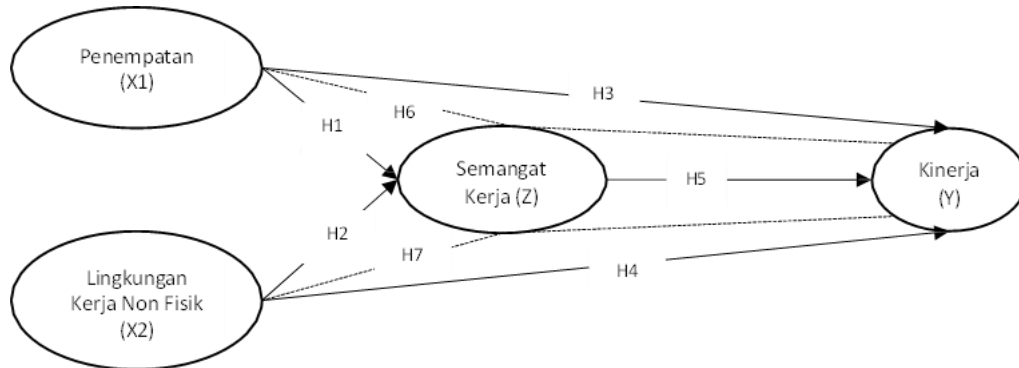 Penempatan
(X1)
H3
H6
H1
Semangat
Kerja (Z)
H5
Kinerja
(Y)
H2
H7
H4
Lingkungan
Kerja Non Fisik
(X2)